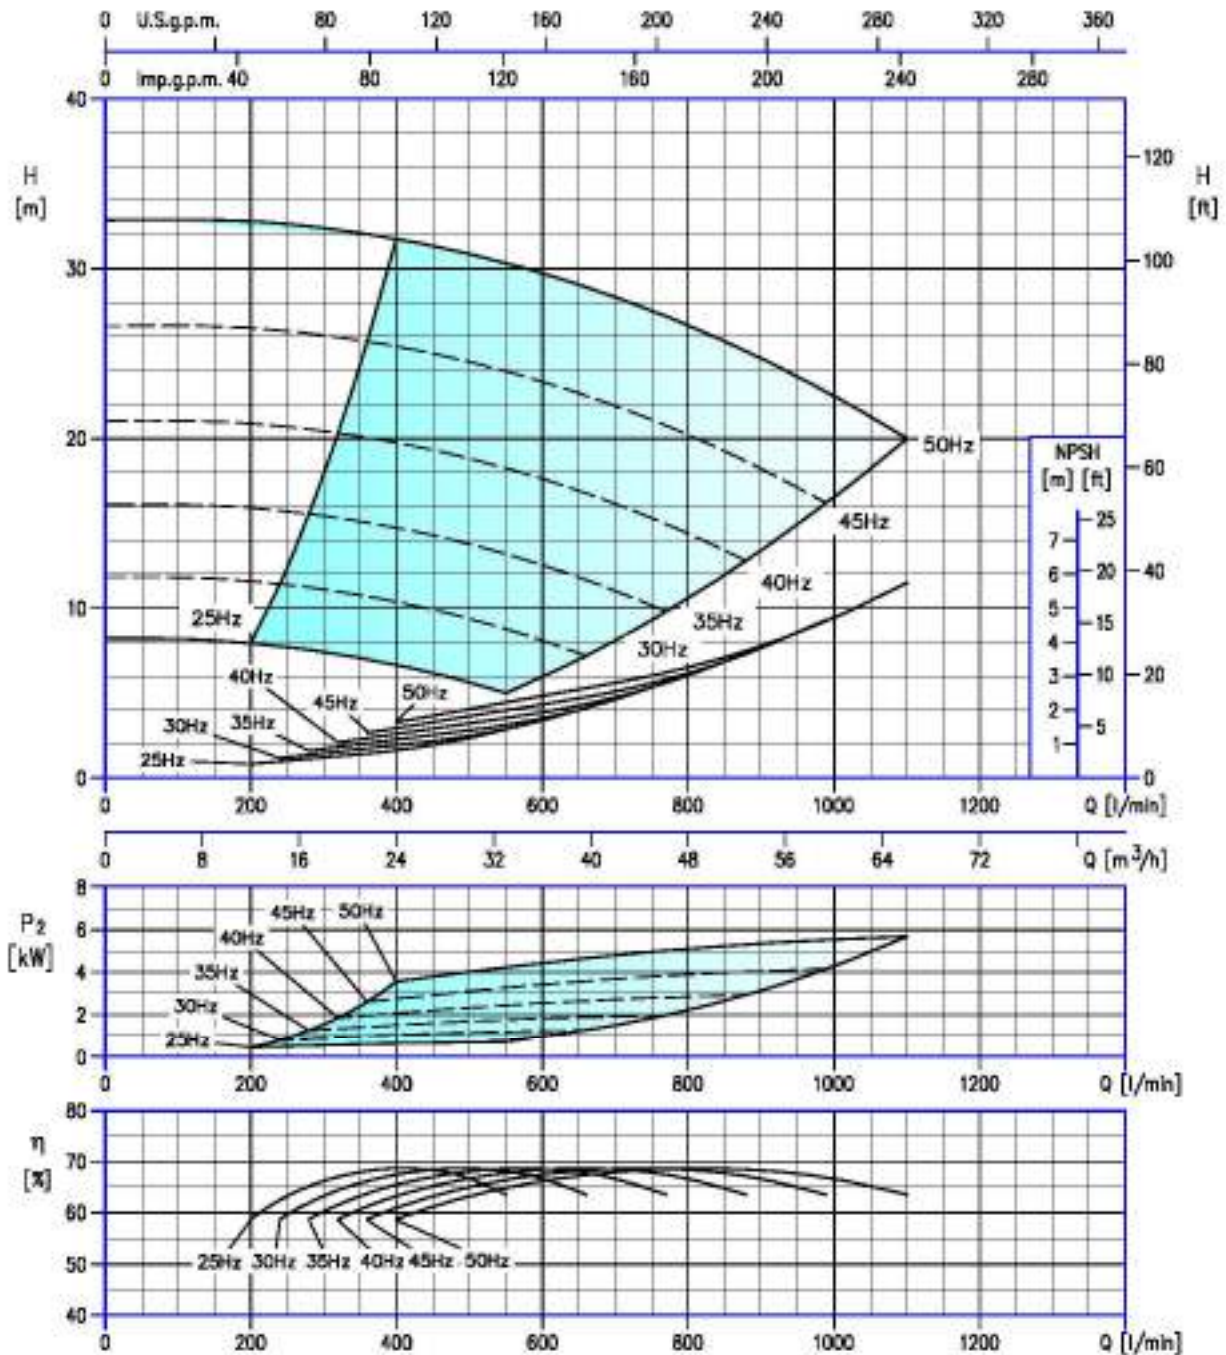 0 U.S.g.p.m. 80 120 160 200 240 280 320 360
0 Imp.g.p.m. 40 80 120 160 200 240 280
40
H
[m]
120
H
[ft]
30
100
80
20
50Hz
NPSH
[m] [ft]
60
45Hz
25
7
40Hz
6
20
40
10
25Hz
35Hz
5
15
30Hz
4
40Hz
50Hz
3
10
20
45Hz
30Hz
35Hz
2
5
25Hz
1
0
0
0 200 400 600 800 1000 1200 Q [l/min]
0 8 16 24 32 40 48 56 64 72 Q [m³/h]
8
P2
[kW]
45Hz 50Hz
6
40Hz
4
35Hz
30Hz
2
25Hz
0
0 200 400 600 800 1000 1200 Q [l/min]
80
η
[%]
70
60
25Hz 30Hz 35Hz 40Hz 45Hz 50Hz
50
40
0 200 400 600 800 1000 1200 Q [l/min]